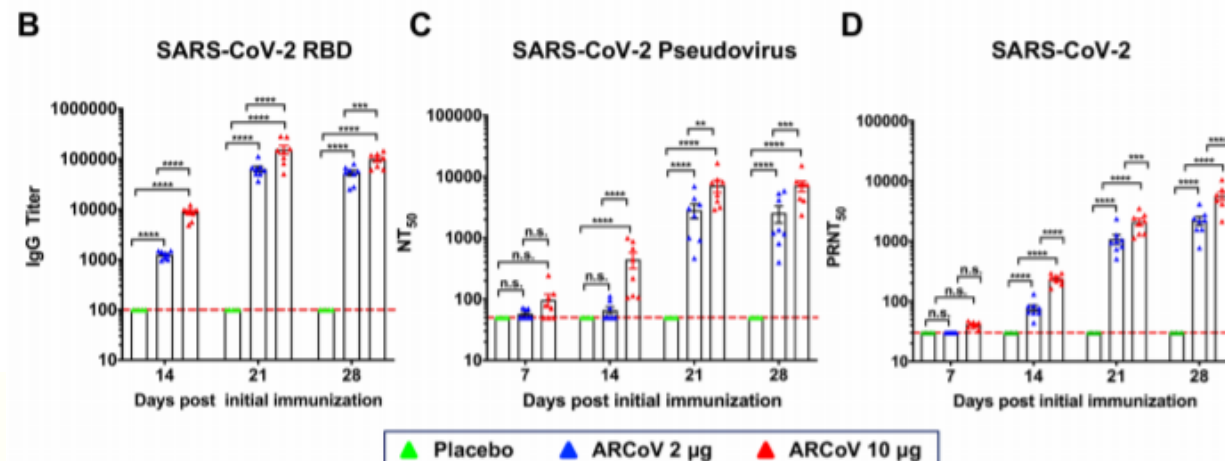 B
SARS-CoV-2 RBD
IgG Titer
1000000
100000
10000
1000
100
10
****
****
****
****
****
****
***
****
****
14
21
28
Days post initial immunization
C
SARS-CoV-2 Pseudovirus
NT50
100000
10000
1000
100
10
n.s.
n.s.
n.s.
****
****
n.s.
**
****
****
***
****
****
7
14
21
28
Days post initial immunization
D
SARS-CoV-2
PRNT50
100000
10000
1000
100
10
n.s.
n.s.
n.s.
****
****
****
***
****
****
****
****
****
7
14
21
28
Days post initial immunization
Placebo
ARCoV 2 μg
ARCoV 10 μg